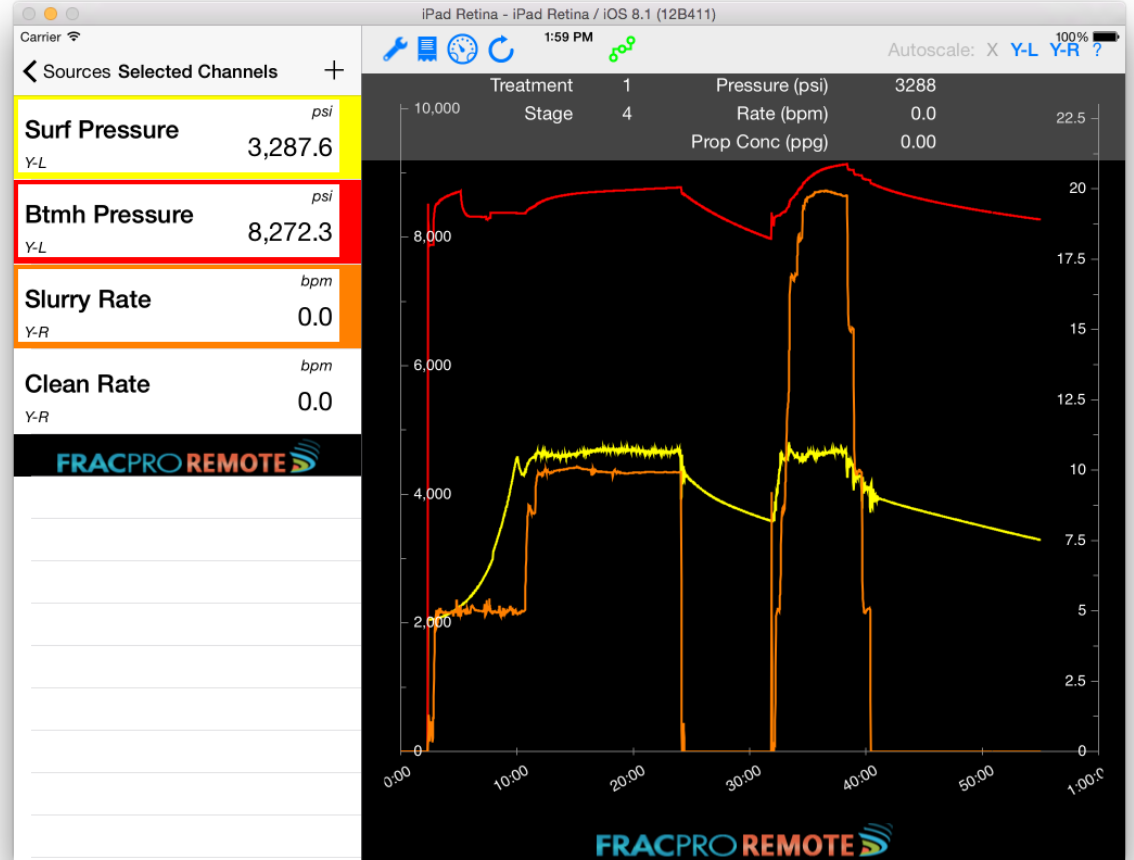 iPad Retina - iPad Retina / iOS 8.1 (12B411)
Carrier 1:59 PM 100%
Sources Selected Channels +
Autoscale: X Y-L Y-R ?
Surf Pressure psi
3,287.6
Y-L
Btmh Pressure psi
8,272.3
Y-L
Slurry Rate bpm
0.0
Y-R
Clean Rate bpm
0.0
Y-R
FRACPRO REMOTE
Treatment 1 Pressure (psi) 3288
Stage 4 Rate (bpm) 0.0
Prop Conc (ppg) 0.00
10,000
8,000
6,000
4,000
2,000
0
22.5
20
17.5
15
12.5
10
7.5
5
2.5
0
0:00 10:00 20:00 30:00 40:00 50:00 1:00:0
FRACPRO REMOTE